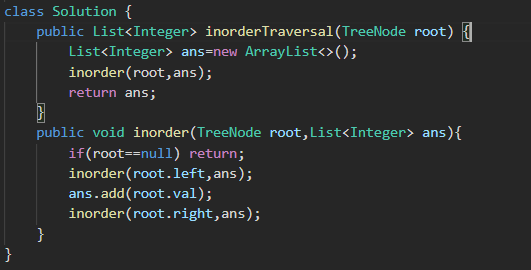 class Solution {
    public List<Integer> inorderTraversal(TreeNode root) {
        List<Integer> ans=new ArrayList<>();
        inorder(root,ans);
        return ans;
    }
    public void inorder(TreeNode root,List<Integer> ans){
        if(root==null) return;
        inorder(root.left,ans);
        ans.add(root.val);
        inorder(root.right,ans);
    }
}